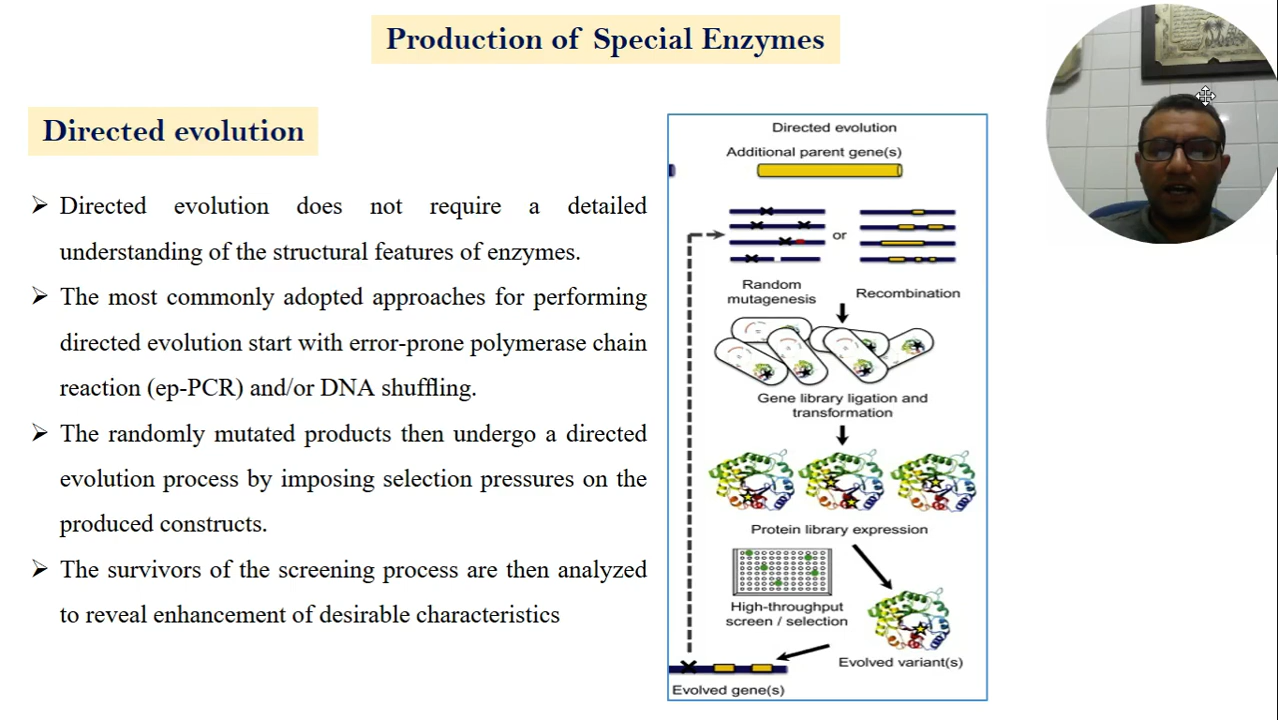 Production of Special Enzymes
Directed evolution
➢ Directed evolution does not require a detailed
understanding of the structural features of enzymes.
➢ The most commonly adopted approaches for performing
directed evolution start with error-prone polymerase chain
reaction (ep-PCR) and/or DNA shuffling.
➢ The randomly mutated products then undergo a directed
evolution process by imposing selection pressures on the
produced constructs.
➢ The survivors of the screening process are then analyzed
to reveal enhancement of desirable characteristics
Directed evolution
Additional parent gene(s)
or
Random
mutagenesis
Recombination
Gene library ligation and
transformation
Protein library expression
High-throughput
screen / selection
Evolved variant(s)
Evolved gene(s)